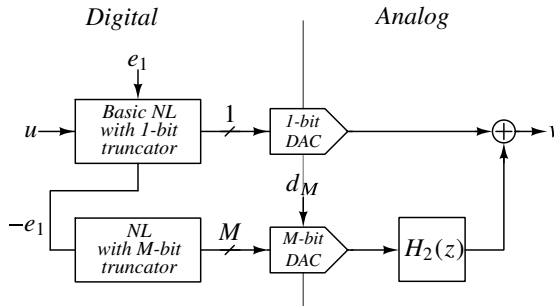 Digital
Analog
e₁
Basic NL
with 1-bit
truncator
u
1
1-bit
DAC
v
d_M
−e₁
NL
with M-bit
truncator
M
M-bit
DAC
H₂(z)